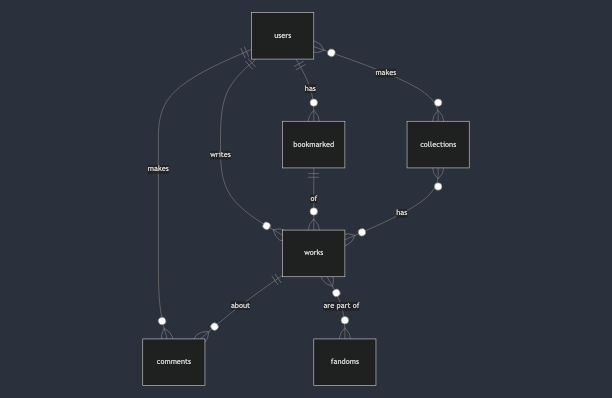 users
makes
has
bookmarked
collections
writes
makes
of
has
works
about
are part of
comments
fandoms